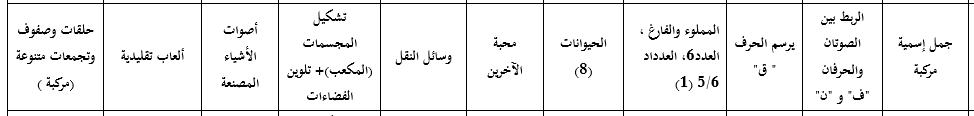 جمل إسمية
مركبة
الربط بين
الصوتان
والحرفان
"ف" و "ن"
يرسم الحرف
" ق"
المملوء والفارغ ،
العدد6، العدداد
5/6 (1)
الحيوانات
(8)
محبة
الآخرين
وسائل النقل
تشكيل
المجسمات
(المكعب)+ تلوين
الفضاءات
أصوات
الأشياء
المصنعة
ألعاب تقليدية
حلقات وصفوف
وتجمعات متنوعة
(مركبة )